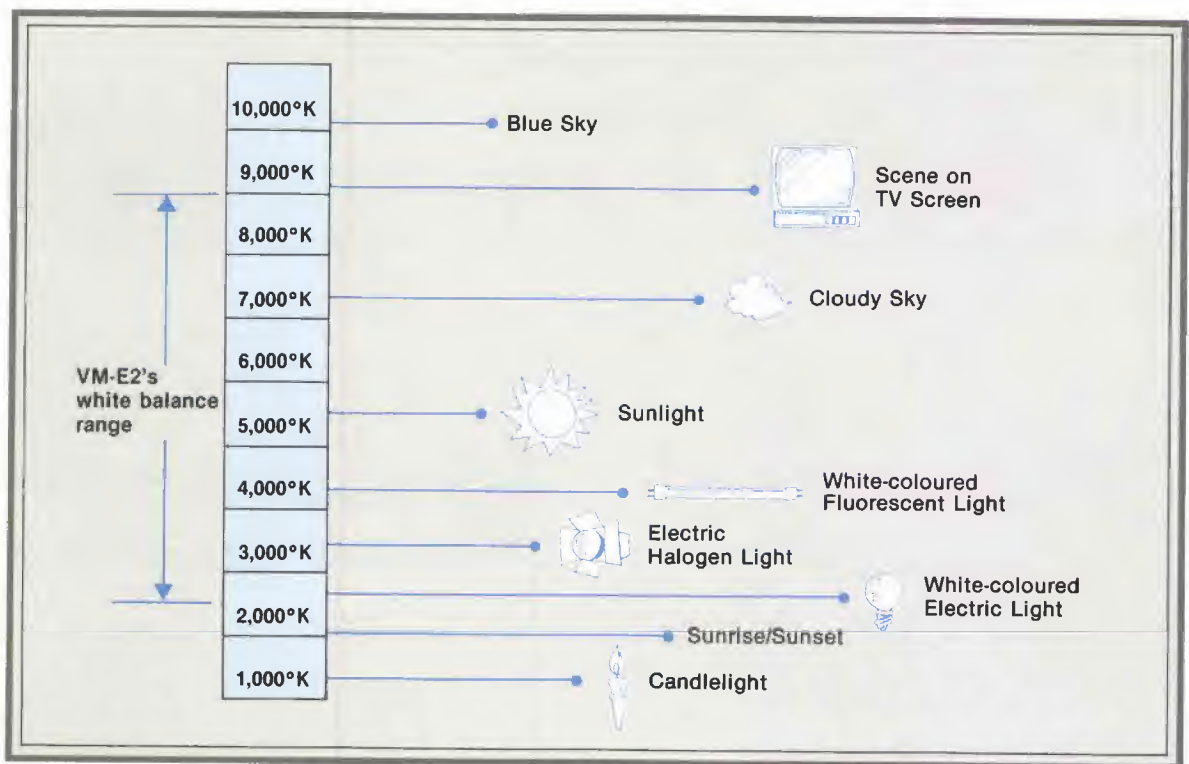 10,000°K
Blue Sky
9,000°K
Scene on
TV Screen
8,000°K
7,000°K
Cloudy Sky
6,000°K
VM-E2's
white balance
range
5,000°K
Sunlight
4,000°K
White-coloured
Fluorescent Light
3,000°K
Electric
Halogen Light
2,000°K
White-coloured
Electric Light
Sunrise/Sunset
1,000°K
Candlelight